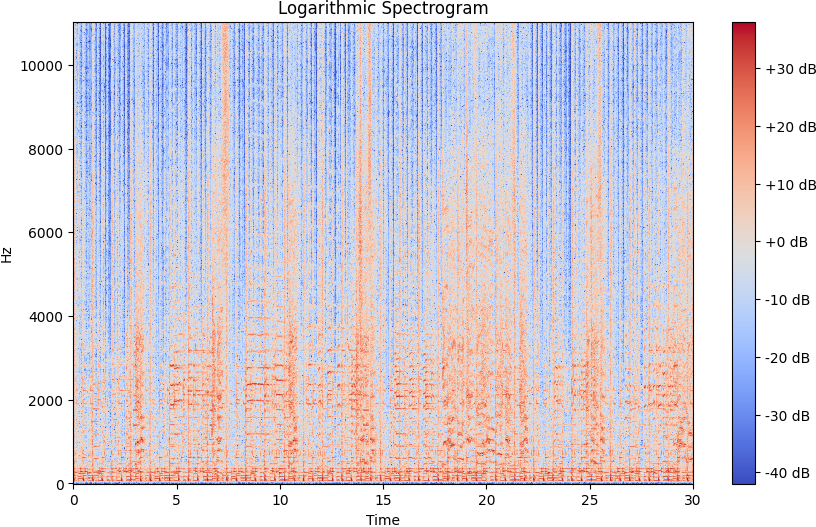 Logarithmic Spectrogram
10000
8000
6000
4000
2000
0
Hz
0 5 10 15 20 25 30
Time
+30 dB
+20 dB
+10 dB
+0 dB
-10 dB
-20 dB
-30 dB
-40 dB